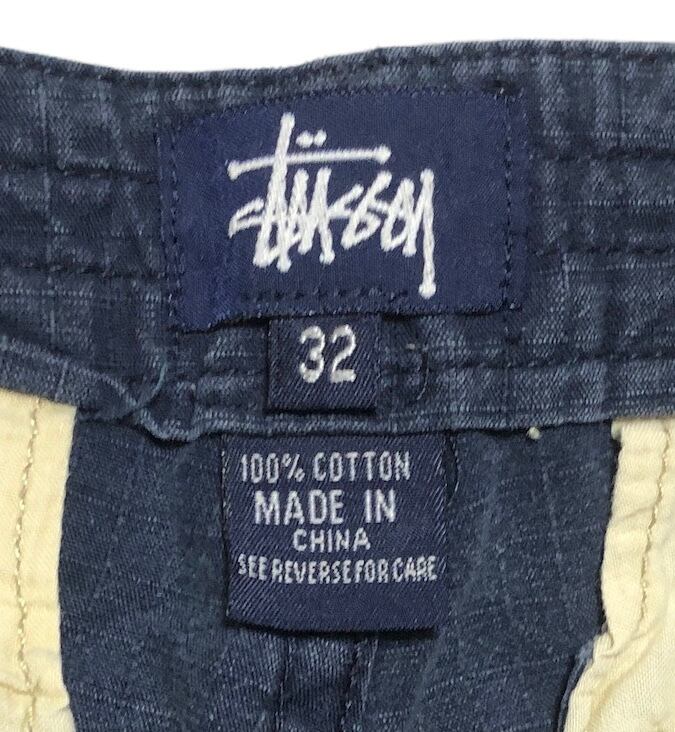 Stüssy
32
100% COTTON
MADE IN
CHINA
SEE REVERSE FOR CARE